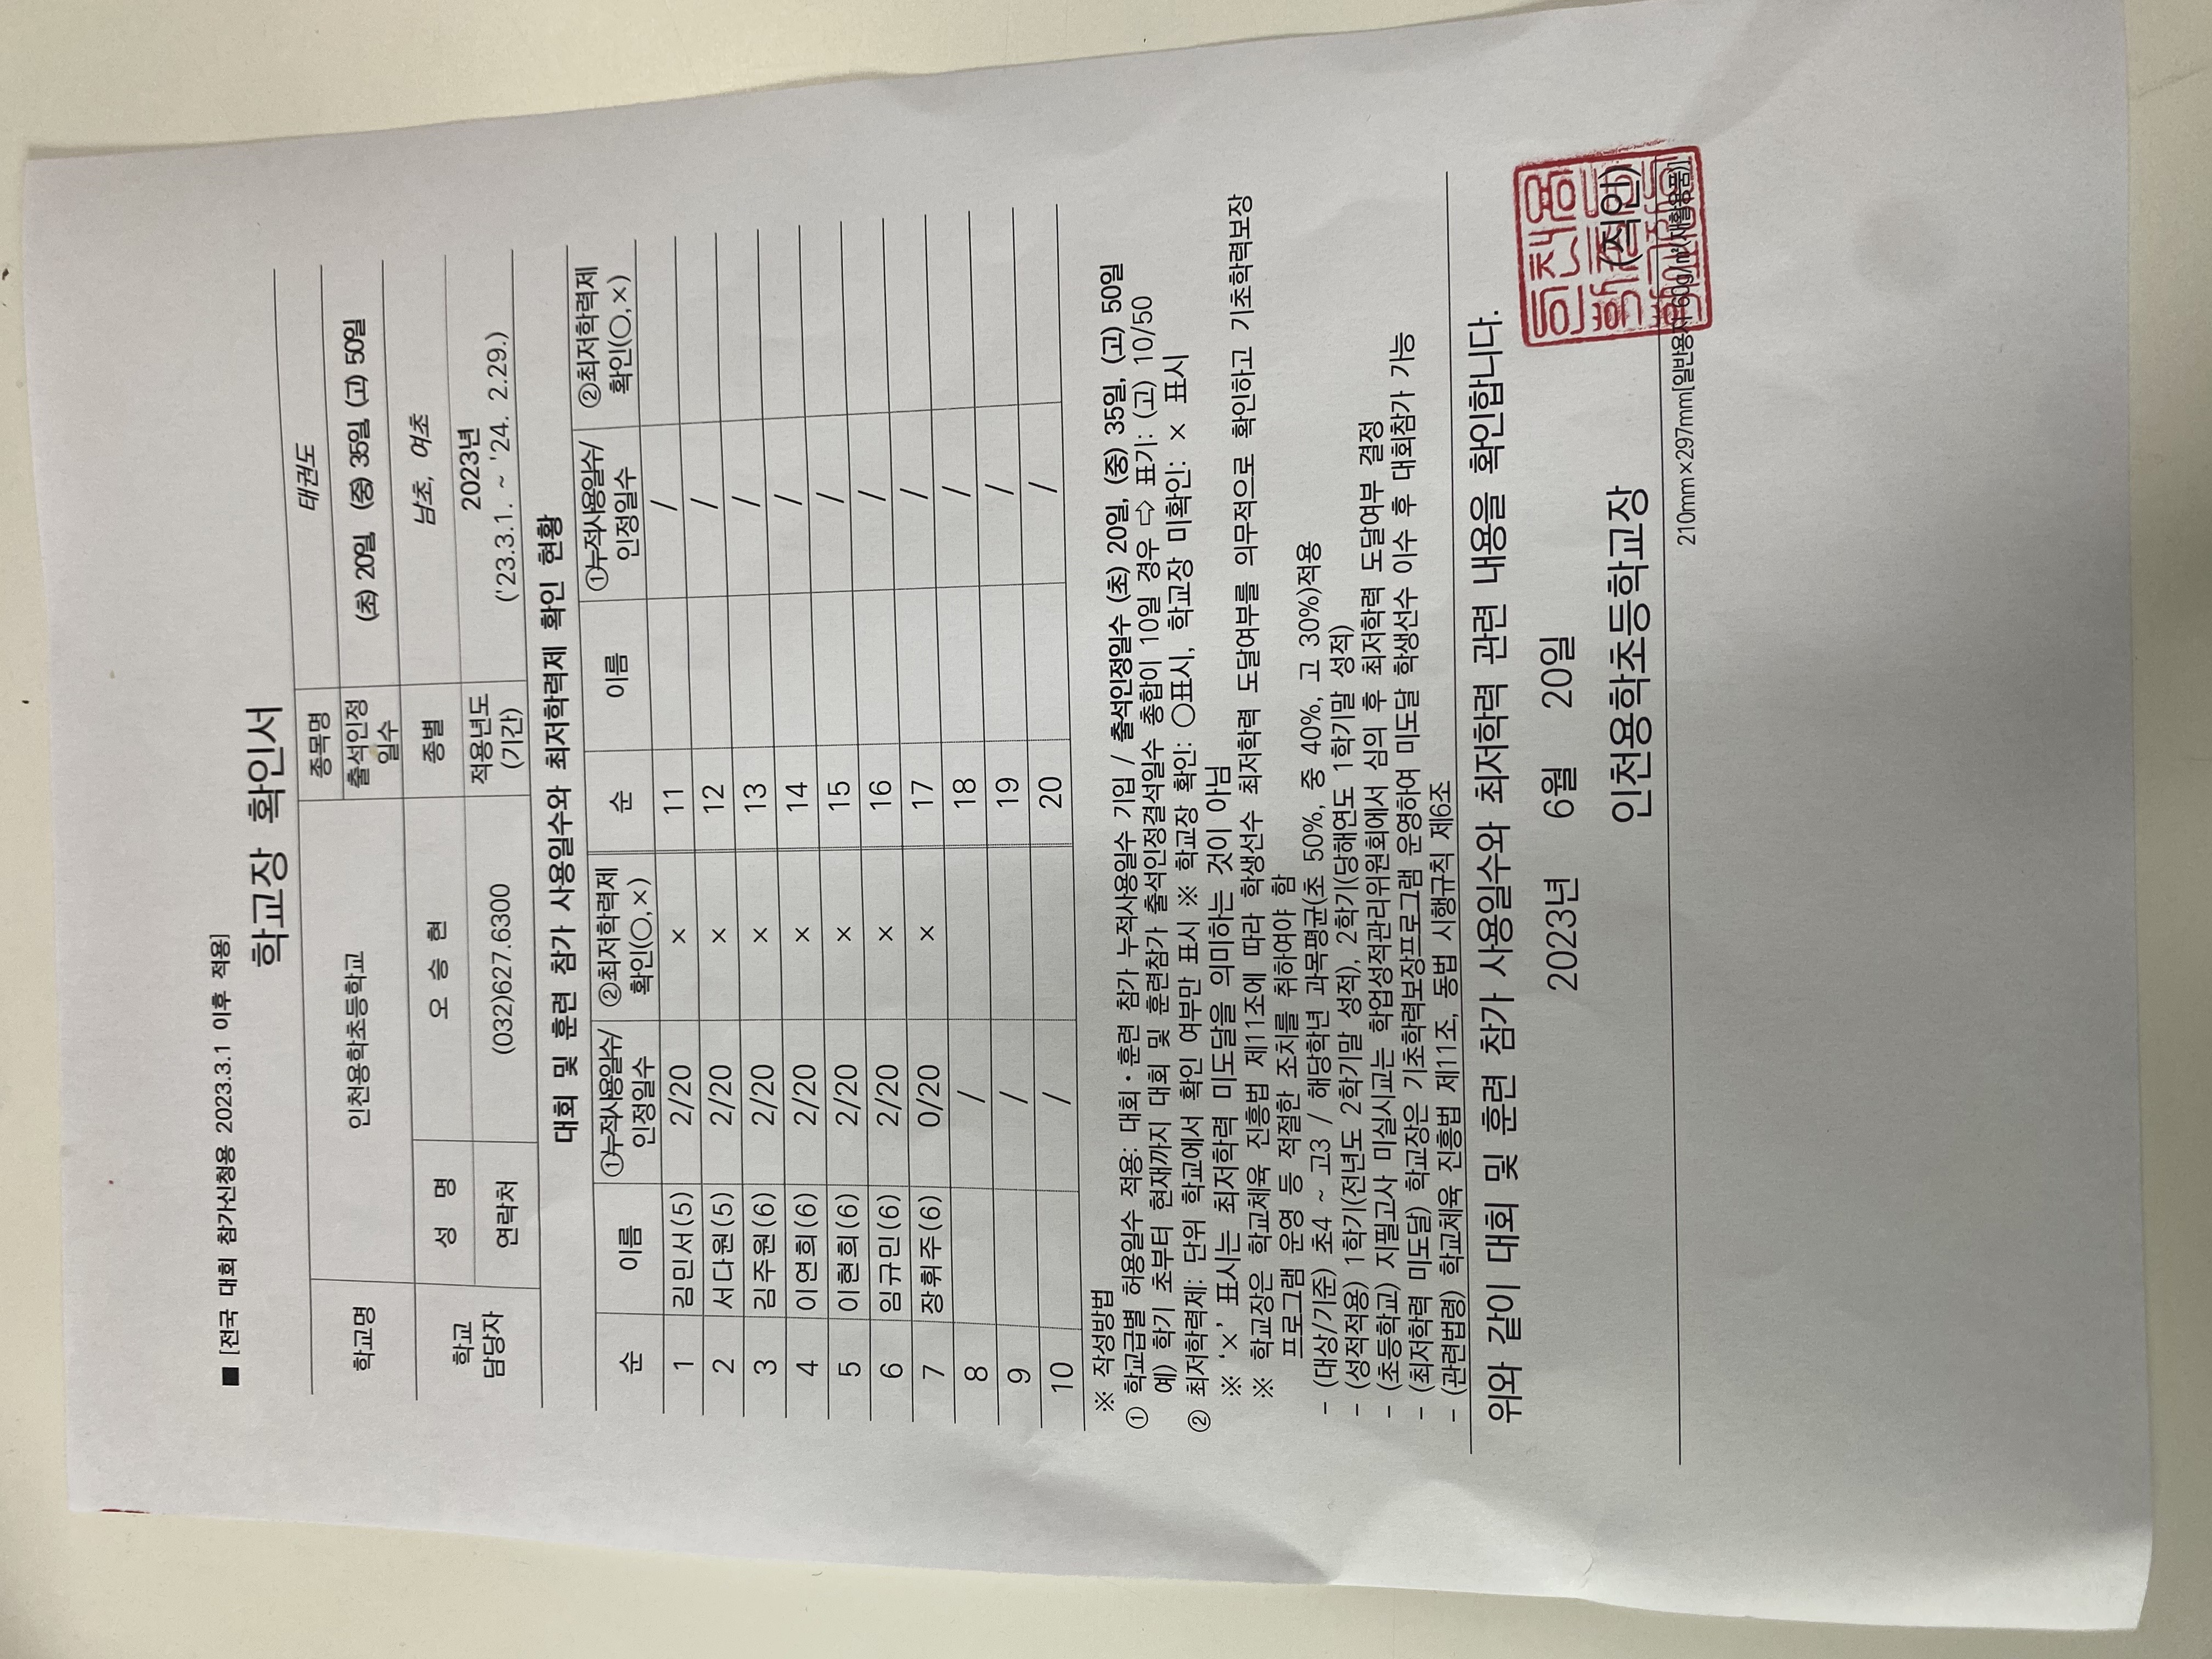 ■ [전국 대회 참가신청용 2023.3.1 이후 적용]
학교장 확인서
학교명 인천용학초등학교 종목명 태권도
출석인정일수 (초) 20일 (중) 35일 (고) 50일
학교 담당자 성 명 오 승 현 종별 남초, 여초
연락처 (032)627.6300 적용년도 (기간) 2023년 ('23.3.1. ~ '24. 2.29.)
대회 및 훈련 참가 사용일수와 최저학력제 확인 현황
순 이름 ①누적사용일수/인정일수 ②최저학력제 확인(○,×) 순 이름 ①누적사용일수/인정일수 ②최저학력제 확인(○,×)
1 김민서(5) 2/20 × 11 /
2 서다원(5) 2/20 × 12 /
3 김주원(6) 2/20 × 13 /
4 이연희(6) 2/20 × 14 /
5 이현희(6) 2/20 × 15 /
6 임규민(6) 2/20 × 16 /
7 장휘주(6) 0/20 × 17 /
8 / 18 /
9 / 19 /
10 / 20 /
※ 작성방법
① 학교급별 허용일수 적용: 대회·훈련 참가 누적사용일수 기입 / 출석인정일수 (초) 20일, (중) 35일, (고) 50일
예) 학기 초부터 현재까지 대회 및 훈련참가 출석인정결석일수 총합이 10일 경우 ⇨ 표기: (고) 10/50
② 최저학력제: 단위 학교에서 확인 여부만 표시 ※ 학교장 확인: ○표시, 학교장 미확인: × 표시
※ '×' 표시는 최저학력 미도달을 의미하는 것이 아님
※ 학교장은 학교체육 진흥법 제11조에 따라 학생선수 최저학력 도달여부를 의무적으로 확인하고 기초학력보장
프로그램 운영 등 적절한 조치를 취하여야 함
- (대상/기준) 초4 ~ 고3 / 해당학년 과목평균(초 50%, 중 40%, 고 30%)적용
- (성적적용) 1학기(전년도 2학기말 성적), 2학기(당해연도 1학기말 성적)
- (초등학교) 지필고사 미실시교는 학업성적관리위원회에서 심의 후 최저학력 도달여부 결정
- (최저학력 미도달) 학교장은 기초학력보장프로그램 운영하여 미도달 학생선수 이수 후 대회참가 가능
- (관련법령) 학교체육 진흥법 제11조, 동법 시행규칙 제6조
위와 같이 대회 및 훈련 참가 사용일수와 최저학력 관련 내용을 확인합니다.
2023년 6월 20일
인천용학초등학교장 (직인)
210mm×297mm[일반용지 60g/㎡(재활용품)]